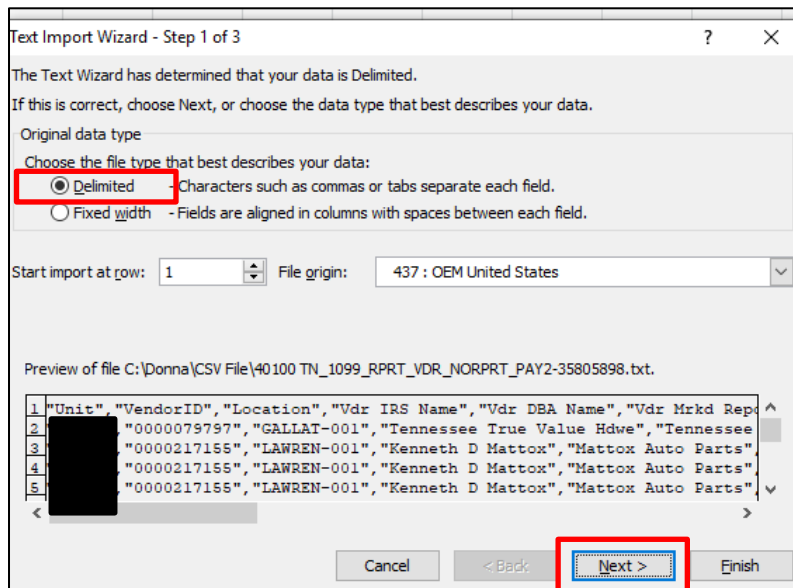 Text Import Wizard - Step 1 of 3 ?
The Text Wizard has determined that your data is Delimited.
If this is correct, choose Next, or choose the data type that best describes your data.
Original data type
Choose the file type that best describes your data:
Delimited - Characters such as commas or tabs separate each field.
Fixed width - Fields are aligned in columns with spaces between each field.
Start import at row: 1 File origin: 437 : OEM United States
Preview of file C:\Donna\CSV File\40100 TN_1099_RPRT_VDR_NORPRT_PAY2-35805898.txt.
1 "Unit","VendorID","Location","Vdr IRS Name","Vdr DBA Name","Vdr Mrkd Repo
2 ","0000079797","GALLAT-001","Tennessee True Value Hdwe","Tennessee
3 ","0000217155","LAWREN-001","Kenneth D Mattox","Mattox Auto Parts",
4 ","0000217155","LAWREN-001","Kenneth D Mattox","Mattox Auto Parts",
5 ","0000217155","LAWREN-001","Kenneth D Mattox","Mattox Auto Parts",
Cancel < Back Next > Finish